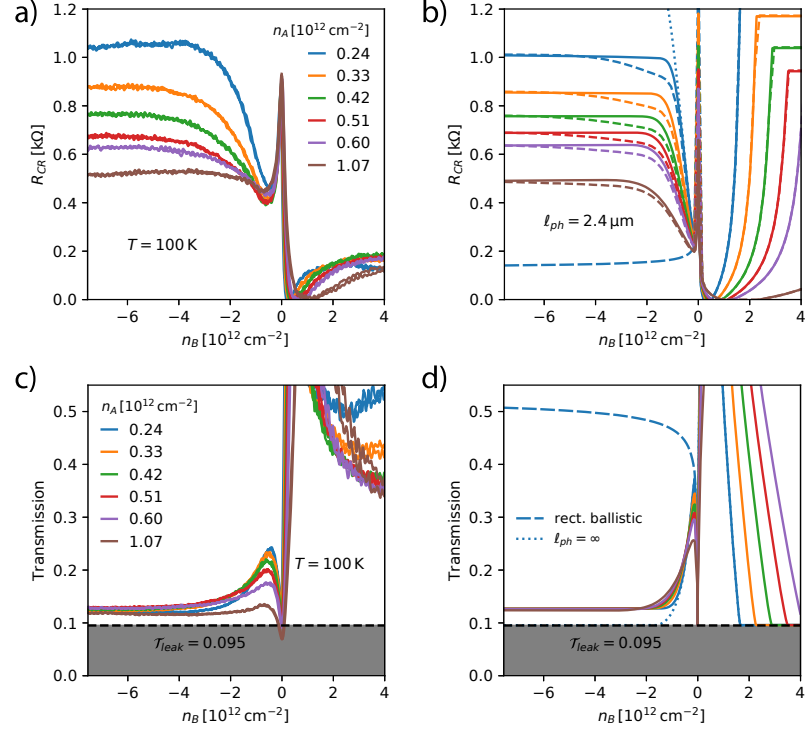 a)
1.2
1.0
0.8
0.6
0.4
0.2
0.0
R_CR [kΩ]
n_A [10^12 cm^−2]
0.24
0.33
0.42
0.51
0.60
1.07
T = 100 K
−6 −4 −2 0 2 4
n_B [10^12 cm^−2]
b)
1.2
1.0
0.8
0.6
0.4
0.2
0.0
R_CR [kΩ]
ℓ_ph = 2.4 μm
−6 −4 −2 0 2 4
n_B [10^12 cm^−2]
c)
0.5
0.4
0.3
0.2
0.1
0.0
Transmission
n_A [10^12 cm^−2]
0.24
0.33
0.42
0.51
0.60
1.07
T = 100 K
𝒯_leak = 0.095
−6 −4 −2 0 2 4
n_B [10^12 cm^−2]
d)
0.5
0.4
0.3
0.2
0.1
0.0
Transmission
rect. ballistic
ℓ_ph = ∞
𝒯_leak = 0.095
−6 −4 −2 0 2 4
n_B [10^12 cm^−2]